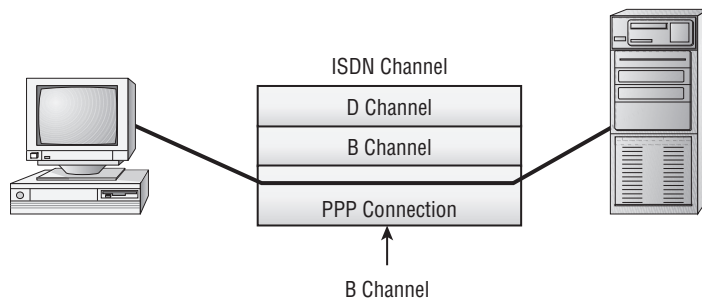 ISDN Channel
D Channel
B Channel
PPP Connection
B Channel